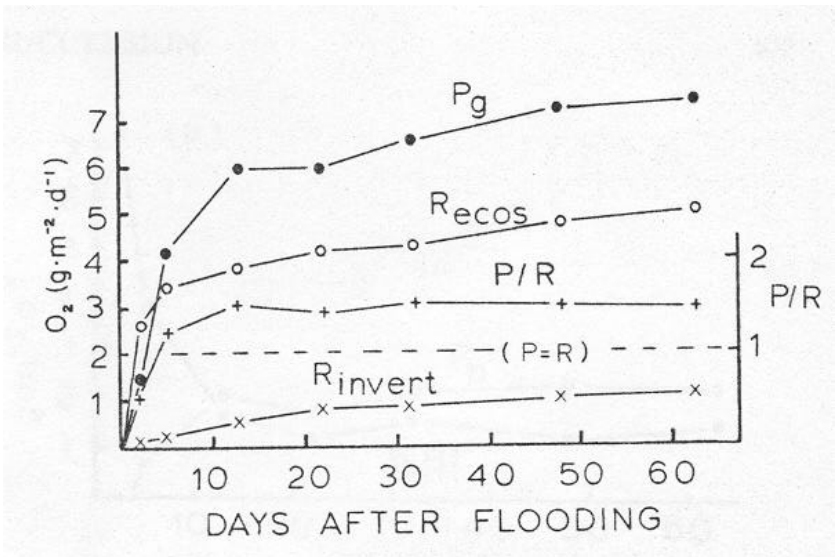 Pg
7
6
5
4
3
2
1
O₂ (g·m⁻²·d⁻¹)
Recos
P/R
2
1
P/R
(P=R)
Rinvert
10 20 30 40 50 60
DAYS AFTER FLOODING